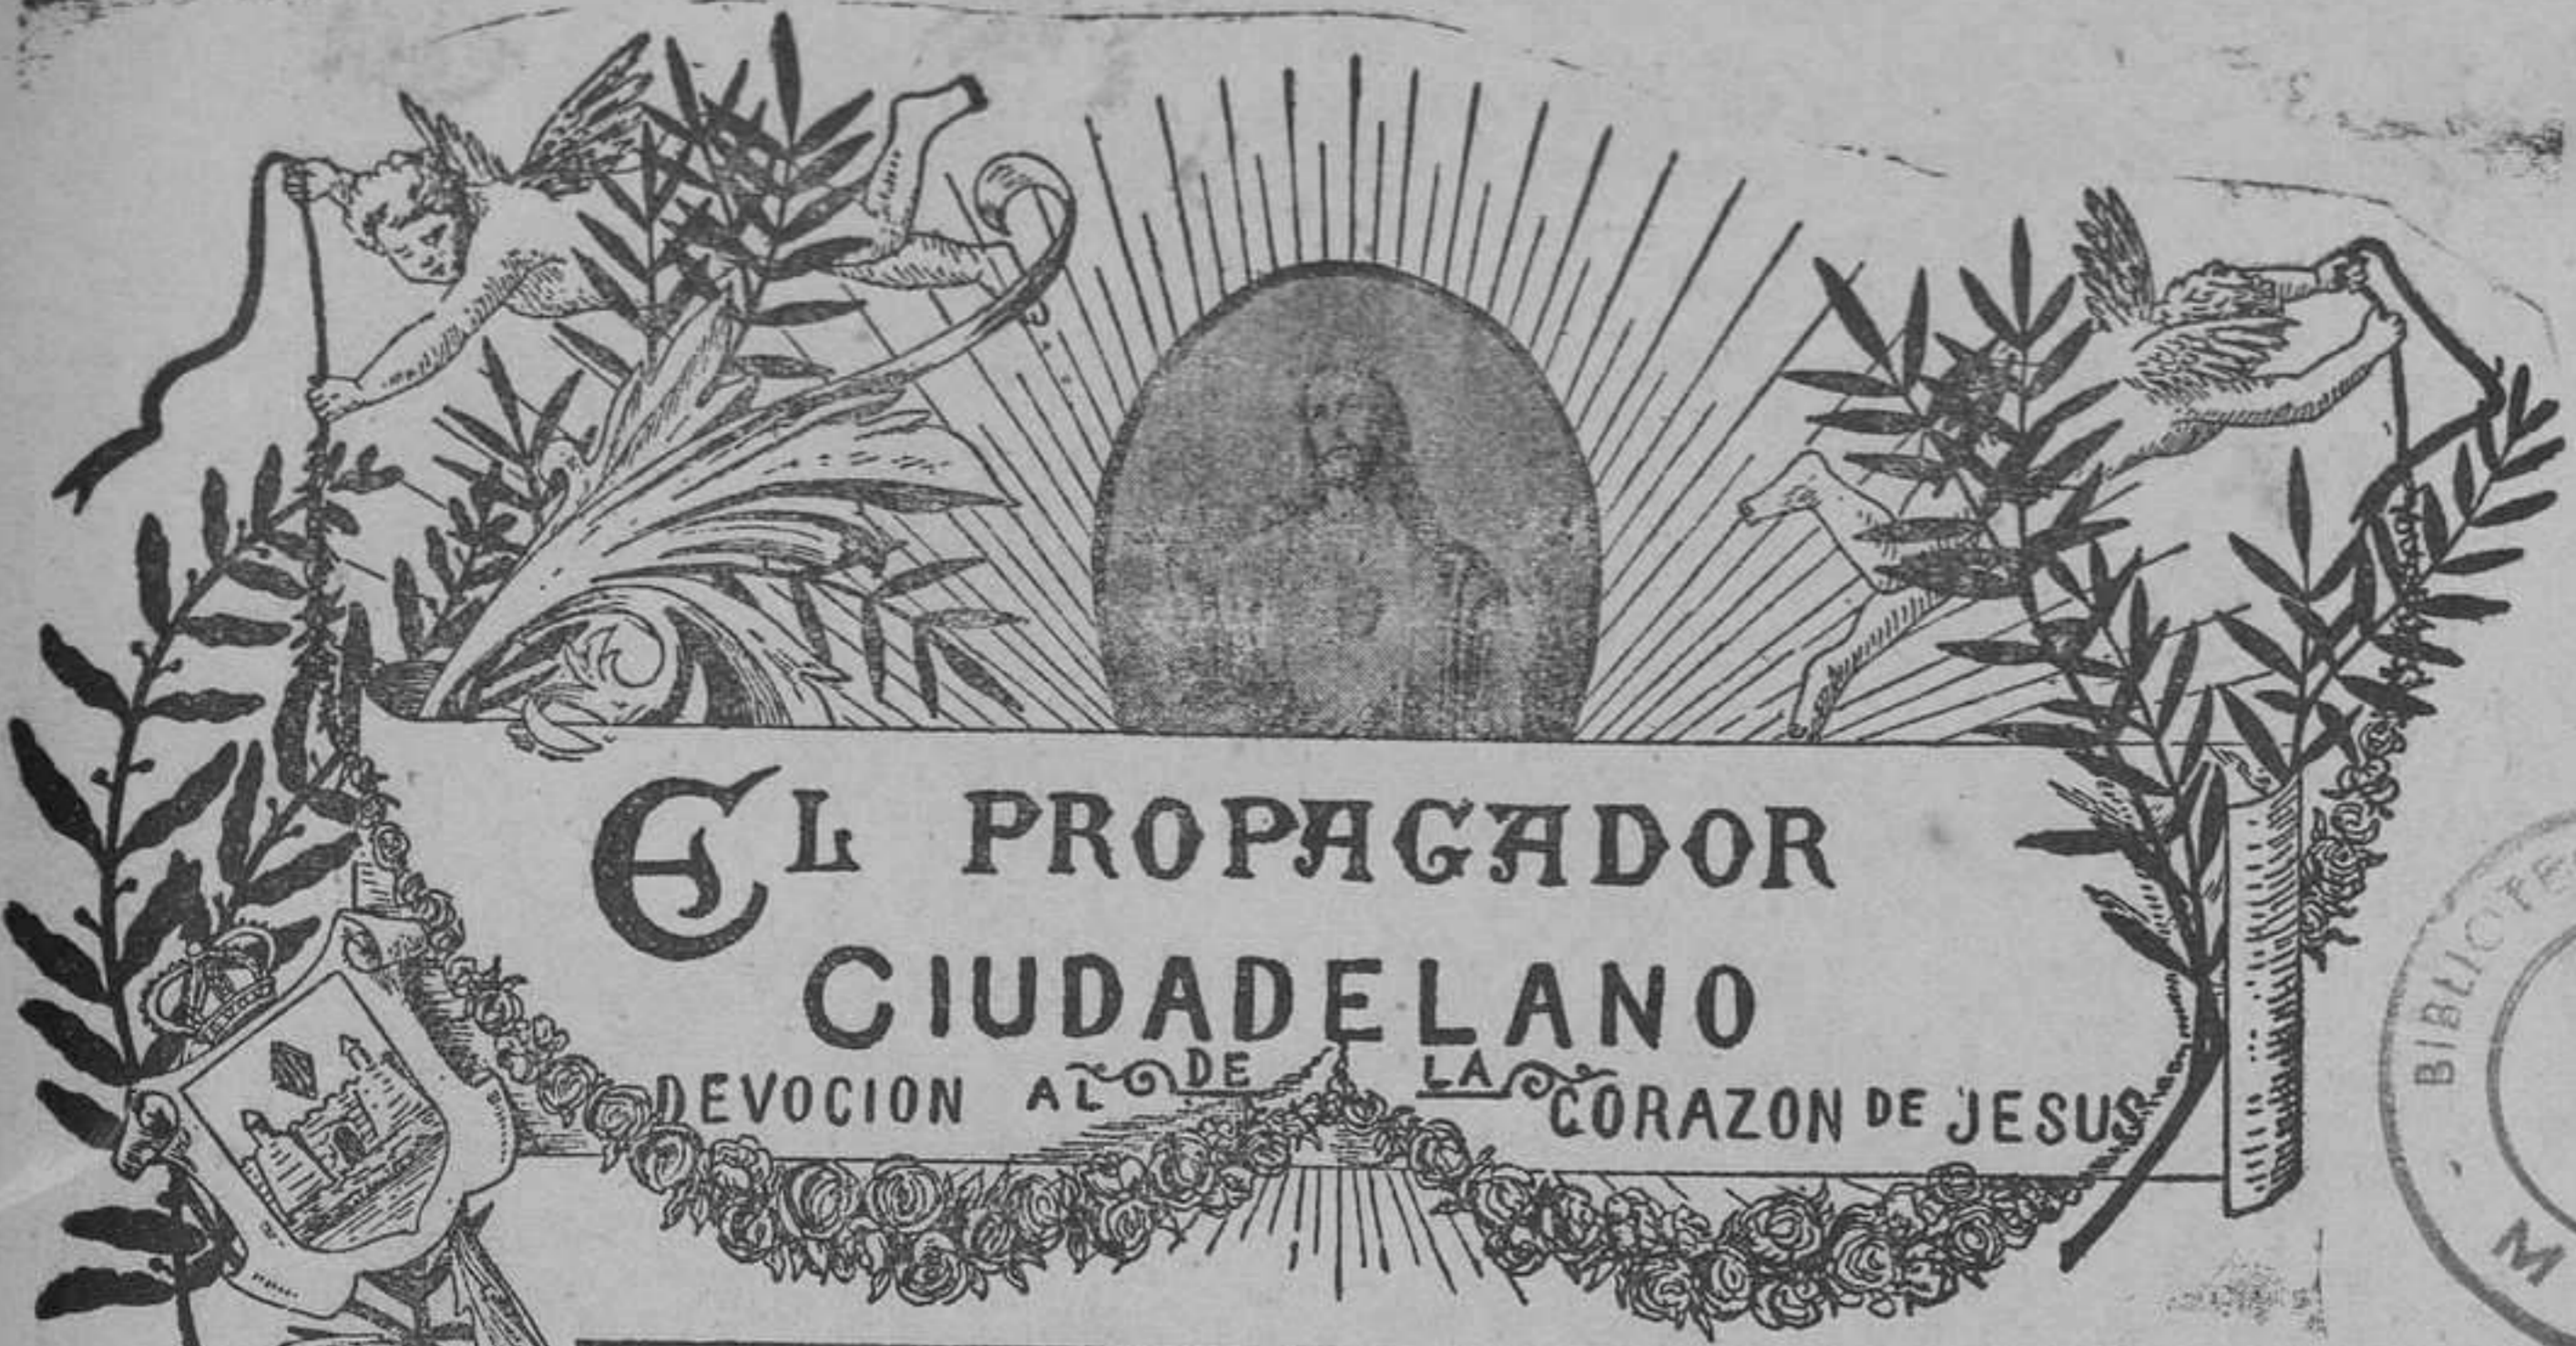 EL PROPAGADOR
CIUDADELANO
DE LA
DEVOCION AL CORAZON DE JESUS